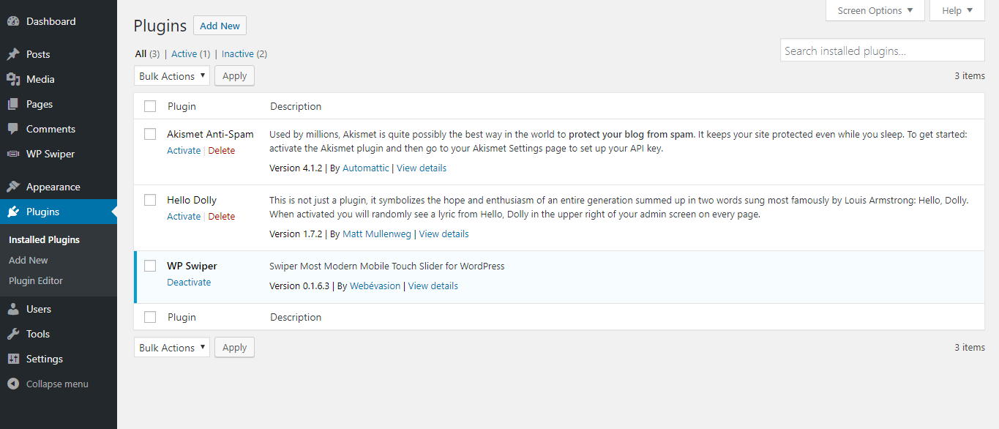 Dashboard
Posts
Media
Pages
Comments
WP Swiper
Appearance
Plugins
Installed Plugins
Add New
Plugin Editor
Users
Tools
Settings
Collapse menu
Screen Options ▼
Help ▼
Plugins Add New
All (3) | Active (1) | Inactive (2)
Search installed plugins...
Bulk Actions ▼ Apply
3 items
Plugin Description
Akismet Anti-Spam
Activate | Delete
Used by millions, Akismet is quite possibly the best way in the world to protect your blog from spam. It keeps your site protected even while you sleep. To get started:
activate the Akismet plugin and then go to your Akismet Settings page to set up your API key.
Version 4.1.2 | By Automattic | View details
Hello Dolly
Activate | Delete
This is not just a plugin, it symbolizes the hope and enthusiasm of an entire generation summed up in two words sung most famously by Louis Armstrong: Hello, Dolly.
When activated you will randomly see a lyric from Hello, Dolly in the upper right of your admin screen on every page.
Version 1.7.2 | By Matt Mullenweg | View details
WP Swiper
Deactivate
Swiper Most Modern Mobile Touch Slider for WordPress
Version 0.1.6.3 | By Webévasion | View details
Plugin Description
Bulk Actions ▼ Apply
3 items